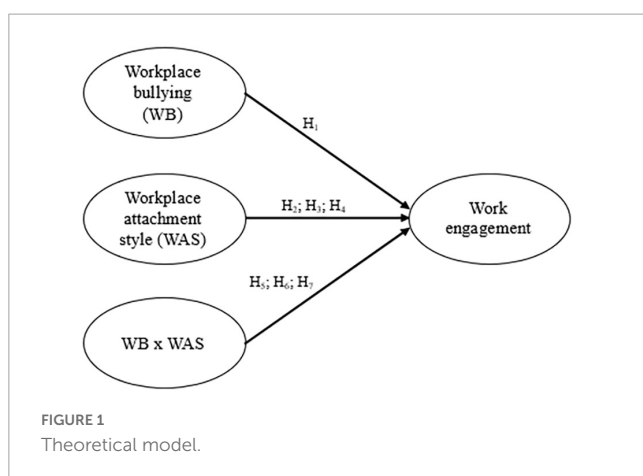 Workplace
bullying
(WB)
H₁
Workplace
attachment
style (WAS)
H₂; H₃; H₄
Work
engagement
H₅; H₆; H₇
WB x WAS
FIGURE 1
Theoretical model.